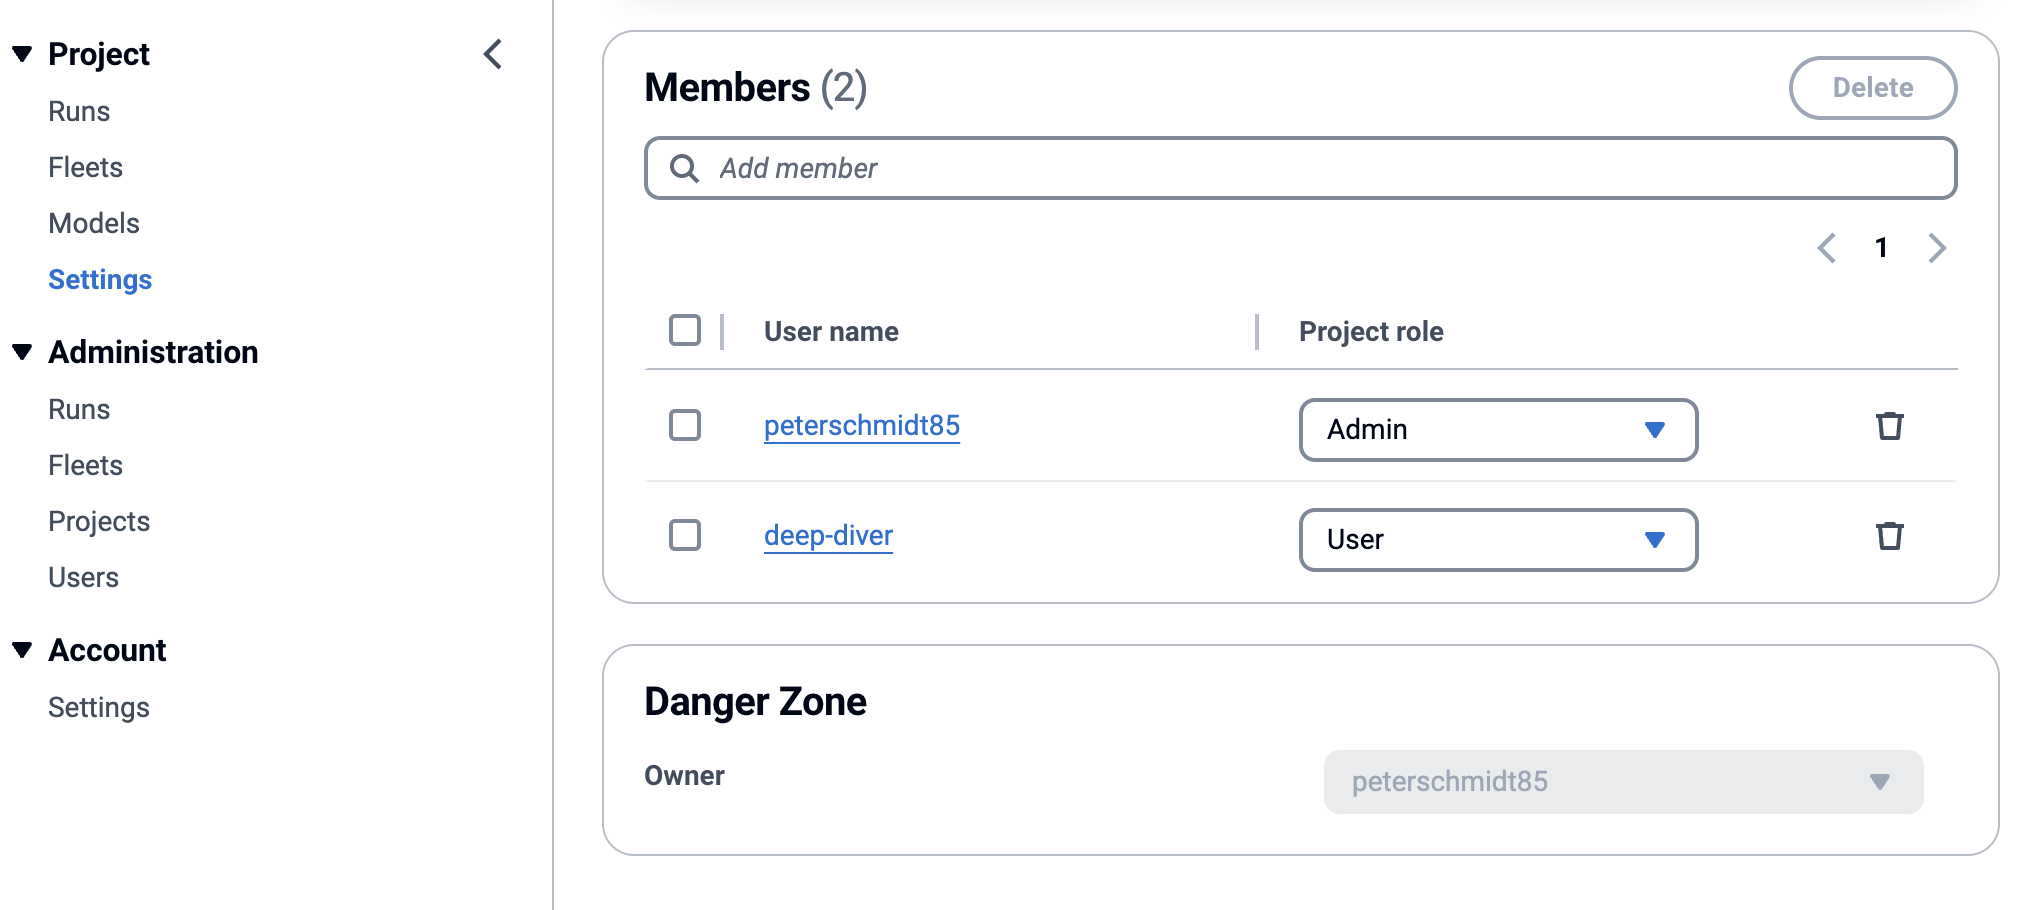 Project
Runs
Fleets
Models
Settings
Administration
Runs
Fleets
Projects
Users
Account
Settings
Members (2)
Delete
Add member
1
User name
Project role
peterschmidt85
Admin
deep-diver
User
Danger Zone
Owner
peterschmidt85